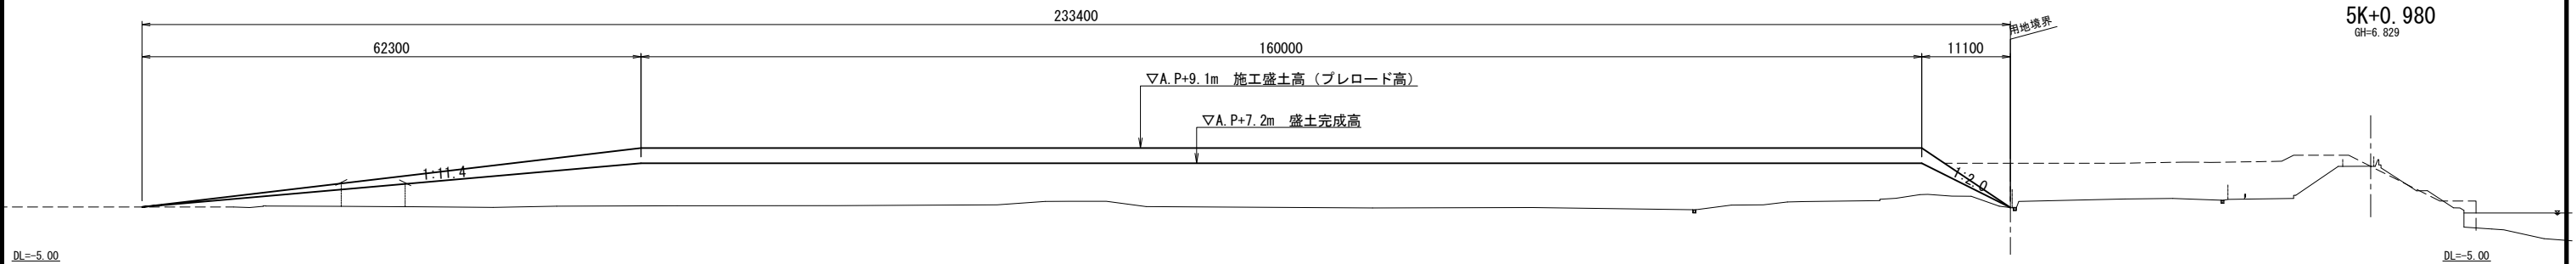 233400
用地境界
5K+0.980
GH=6.829
62300
160000
11100
▽A.P+9.1m 施工盛土高（プレロード高）
▽A.P+7.2m 盛土完成高
1:11.4
1:2.0
DL=-5.00
DL=-5.00